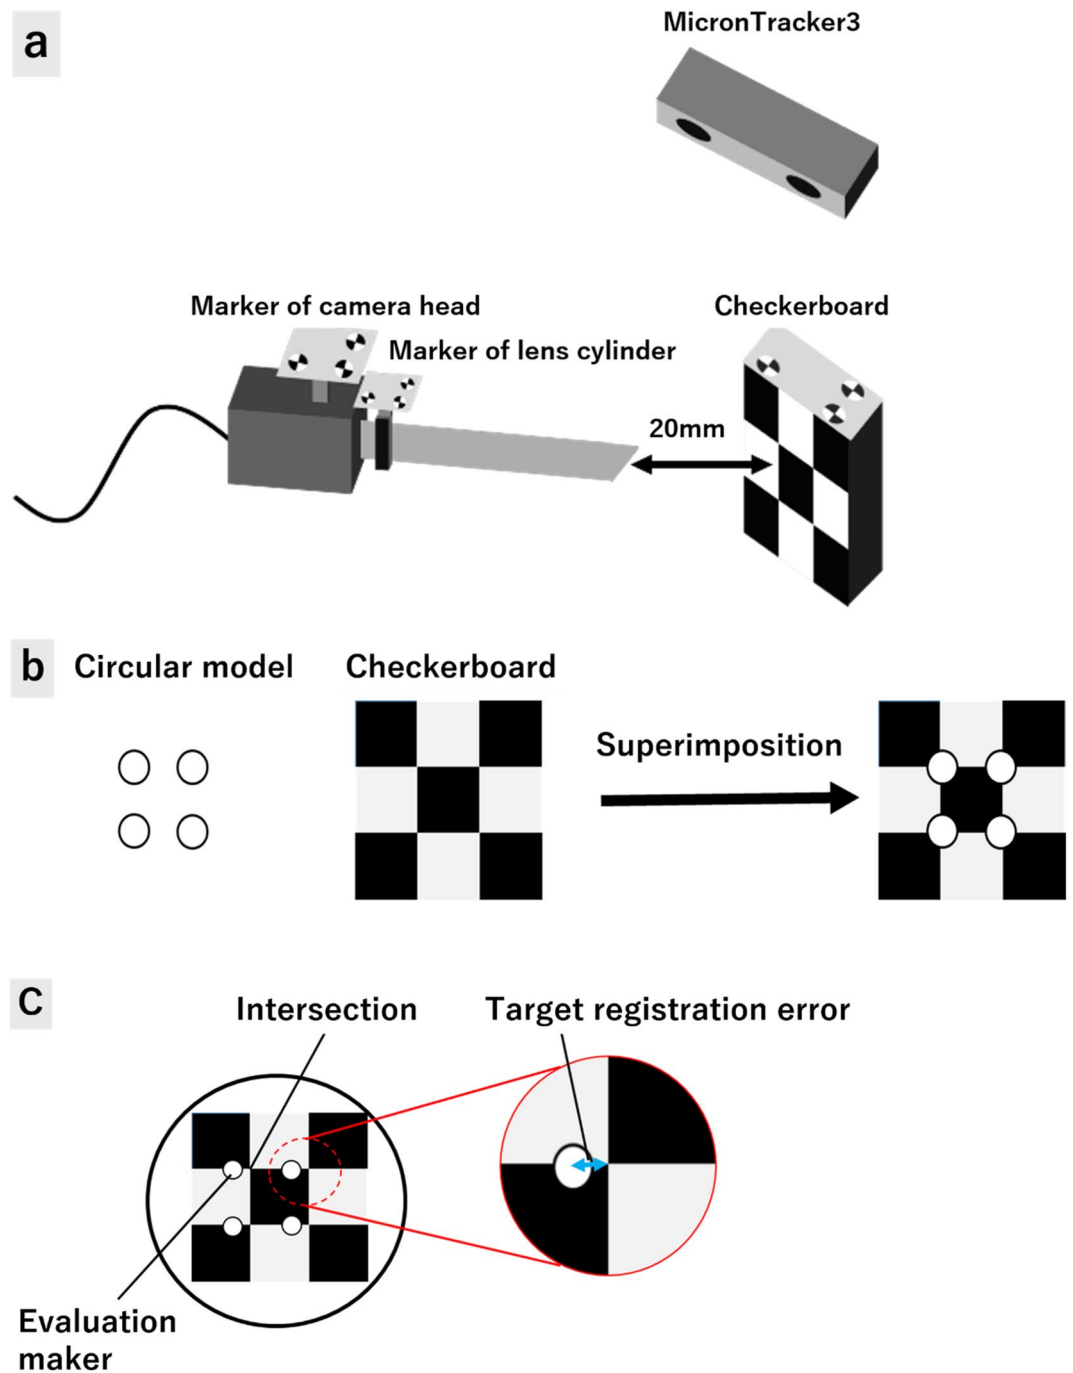 a
MicronTracker3
Marker of camera head
Checkerboard
Marker of lens cylinder
20mm
b
Circular model
Checkerboard
Superimposition
C
Intersection
Target registration error
Evaluation
maker